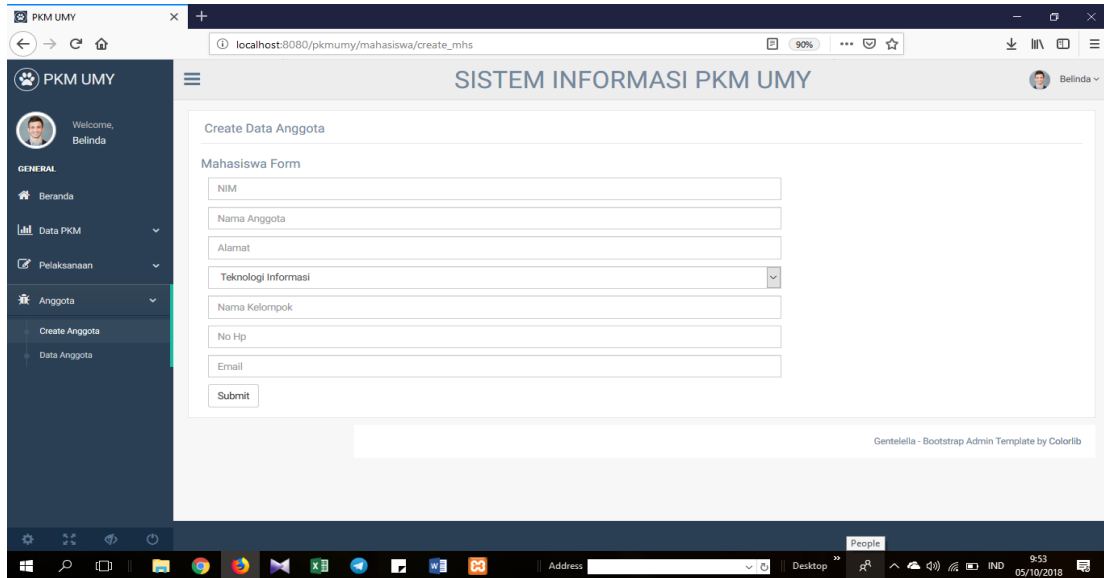 PKM UMY
localhost:8080/pkmumy/mahasiswa/create_mhs
90%
PKM UMY
SISTEM INFORMASI PKM UMY
Belinda
Welcome,
Belinda
GENERAL
Beranda
Data PKM
Pelaksanaan
Anggota
Create Anggota
Data Anggota
Create Data Anggota
Mahasiswa Form
NIM
Nama Anggota
Alamat
Teknologi Informasi
Nama Kelompok
No Hp
Email
Submit
Gentelella - Bootstrap Admin Template by Colorlib
People
Address
Desktop
IND
9:53
05/10/2018